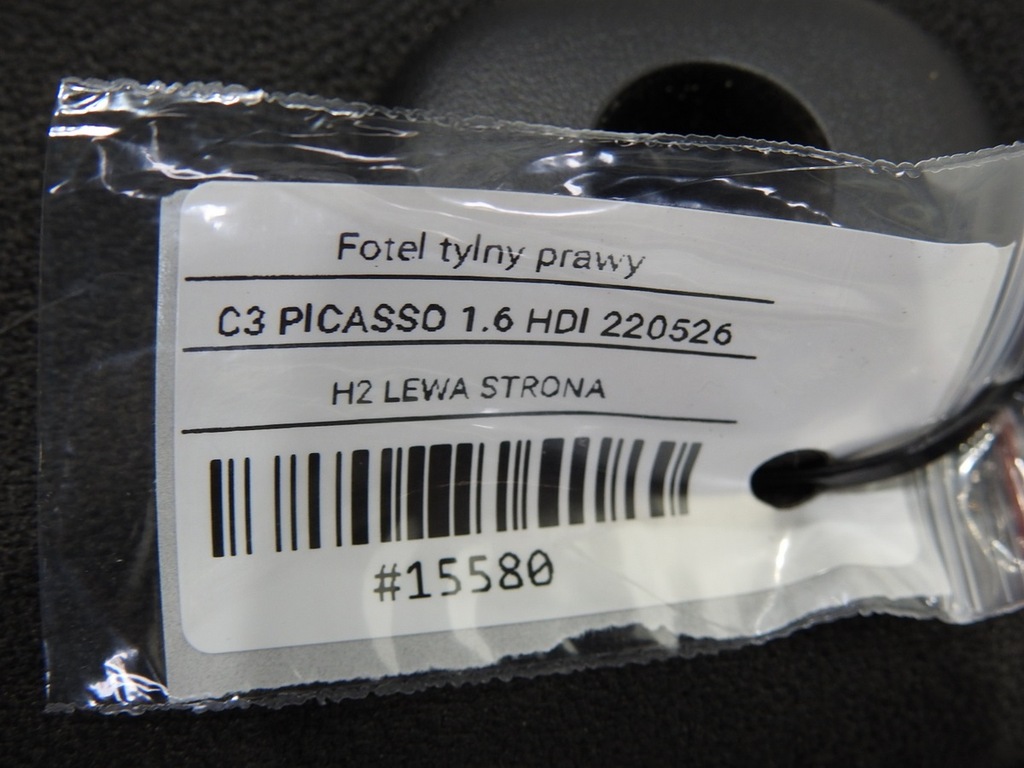 Fotel tylny prawy
C3 PICASSO 1.6 HDI 220526
H2 LEWA STRONA
#15580